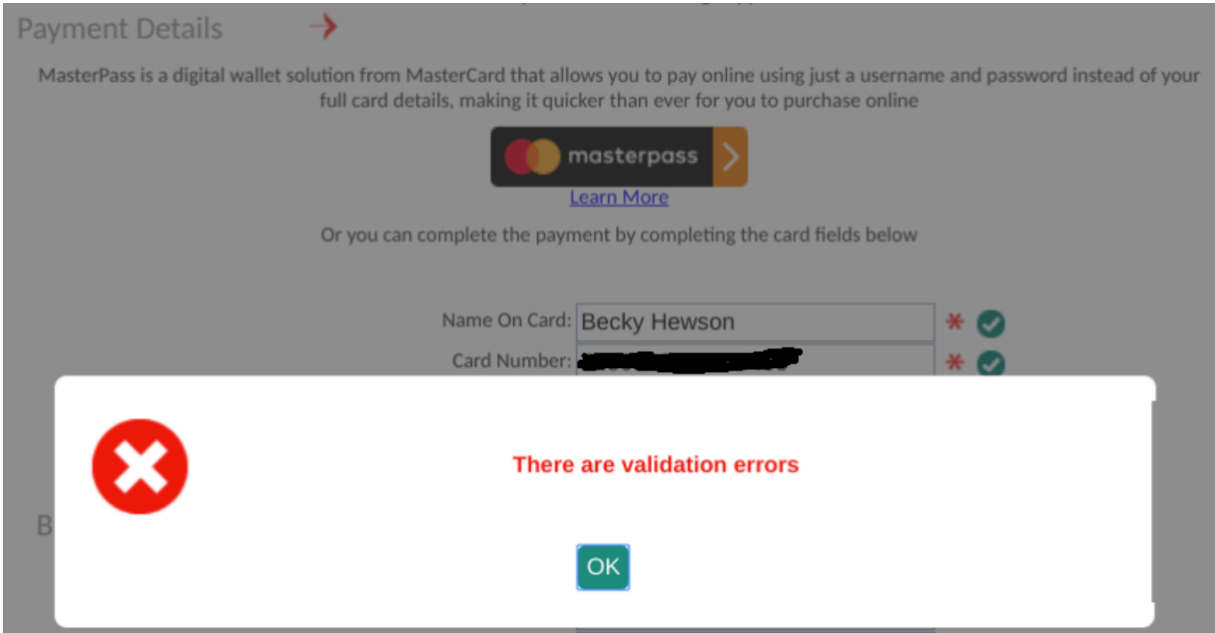 Payment Details
MasterPass is a digital wallet solution from MasterCard that allows you to pay online using just a username and password instead of your
full card details, making it quicker than ever for you to purchase online
masterpass
Learn More
Or you can complete the payment by completing the card fields below
Name On Card: Becky Hewson *
Card Number: *
There are validation errors
B
OK